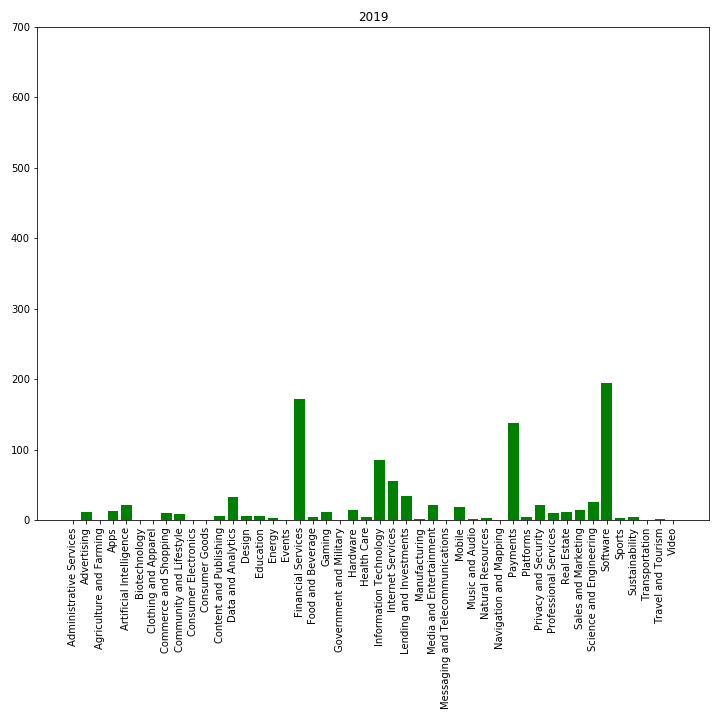 2019
700
600
500
400
300
200
100
0
Administrative Services
Advertising
Agriculture and Farming
Apps
Artificial Intelligence
Biotechnology
Clothing and Apparel
Commerce and Shopping
Community and Lifestyle
Consumer Electronics
Consumer Goods
Content and Publishing
Data and Analytics
Design
Education
Energy
Events
Financial Services
Food and Beverage
Gaming
Government and Military
Hardware
Health Care
Information Technology
Internet Services
Lending and Investments
Manufacturing
Media and Entertainment
Messaging and Telecommunications
Mobile
Music and Audio
Natural Resources
Navigation and Mapping
Payments
Platforms
Privacy and Security
Professional Services
Real Estate
Sales and Marketing
Science and Engineering
Software
Sports
Sustainability
Transportation
Travel and Tourism
Video